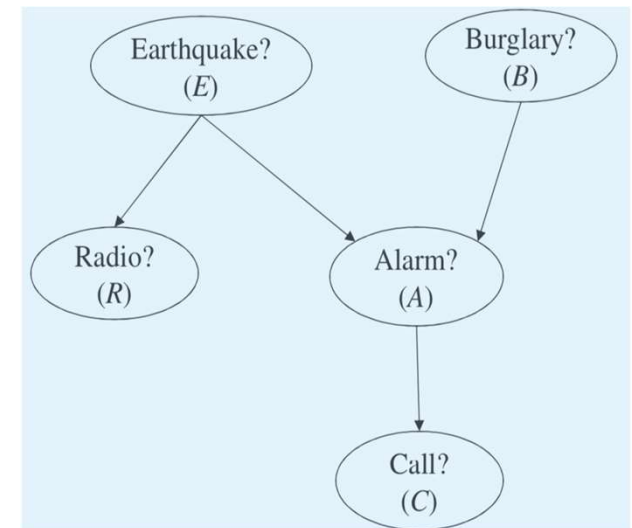 Earthquake?
(E)
Burglary?
(B)
Radio?
(R)
Alarm?
(A)
Call?
(C)